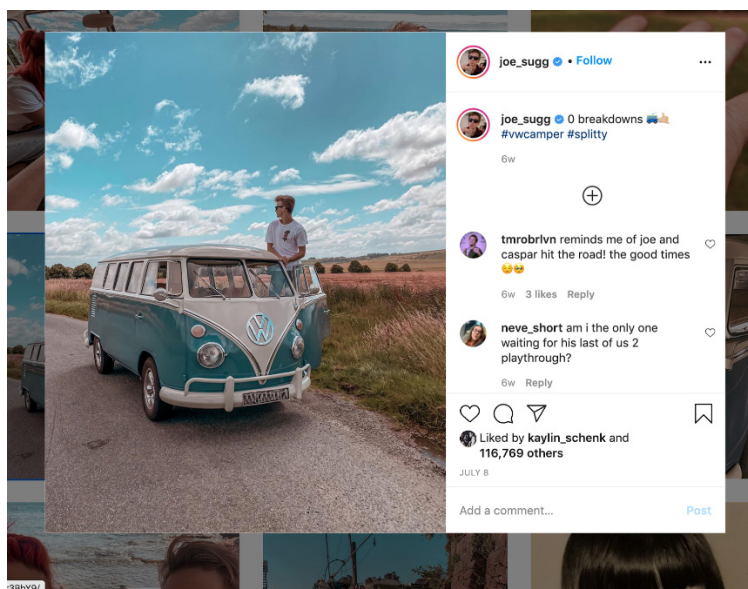 joe_sugg • Follow
joe_sugg 0 breakdowns
#vwcamper #splitty
6w
tmrobrlvn reminds me of joe and
caspar hit the road! the good times
6w 3 likes Reply
neve_short am i the only one
waiting for his last of us 2
playthrough?
6w Reply
Liked by kaylin_schenk and
116,769 others
JULY 8
Add a comment... Post
VW